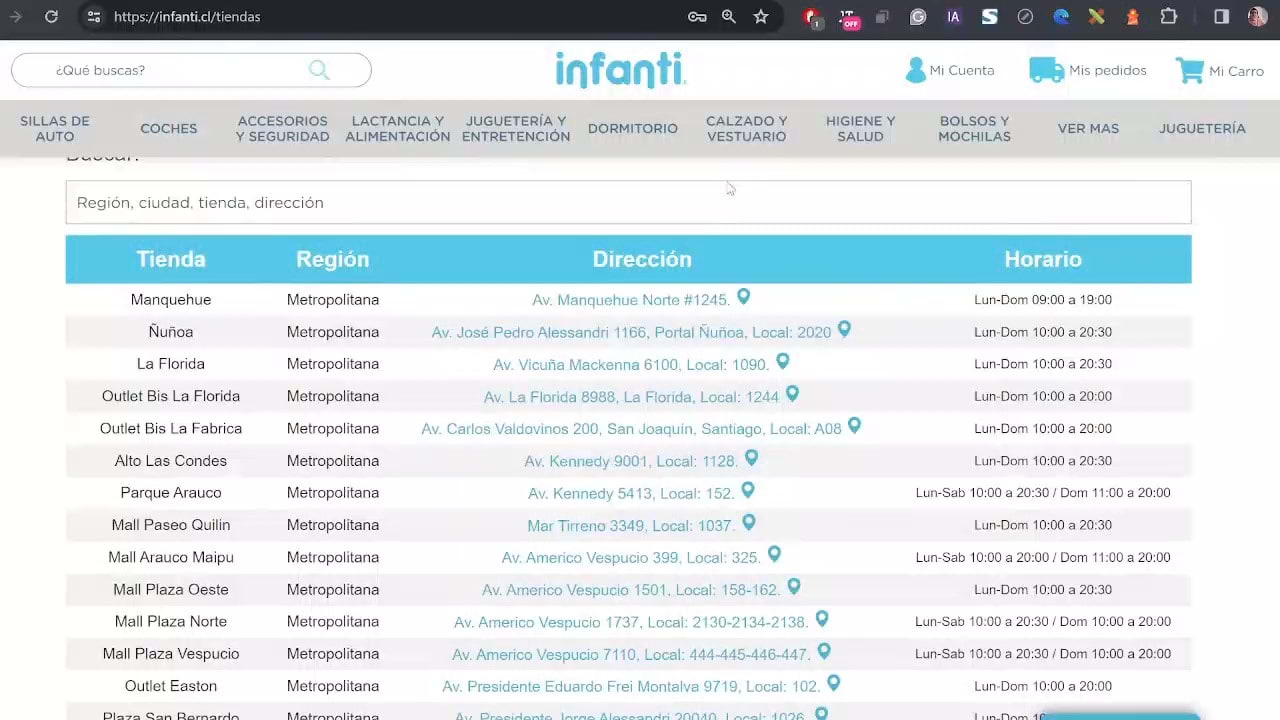 https://infanti.cl/tiendas
1
OFF
IA
¿Qué buscas?
infanti
Mi Cuenta
Mis pedidos
Mi Carro
SILLAS DE
AUTO
COCHES
ACCESORIOS
Y SEGURIDAD
LACTANCIA Y
ALIMENTACIÓN
JUGUETERÍA Y
ENTRETENCIÓN
DORMITORIO
CALZADO Y
VESTUARIO
HIGIENE Y
SALUD
BOLSOS Y
MOCHILAS
VER MAS
JUGUETERÍA
Buscar:
Región, ciudad, tienda, dirección
Tienda Región Dirección Horario
Manquehue Metropolitana Av. Manquehue Norte #1245. Lun-Dom 09:00 a 19:00
Ñuñoa Metropolitana Av. José Pedro Alessandri 1166, Portal Ñuñoa, Local: 2020 Lun-Dom 10:00 a 20:30
La Florida Metropolitana Av. Vicuña Mackenna 6100, Local: 1090. Lun-Dom 10:00 a 20:30
Outlet Bis La Florida Metropolitana Av. La Florida 8988, La Florida, Local: 1244 Lun-Dom 10:00 a 20:00
Outlet Bis La Fabrica Metropolitana Av. Carlos Valdovinos 200, San Joaquín, Santiago, Local: A08 Lun-Dom 10:00 a 20:00
Alto Las Condes Metropolitana Av. Kennedy 9001, Local: 1128. Lun-Dom 10:00 a 20:30
Parque Arauco Metropolitana Av. Kennedy 5413, Local: 152. Lun-Sab 10:00 a 20:30 / Dom 11:00 a 20:00
Mall Paseo Quilín Metropolitana Mar Tirreno 3349, Local: 1037. Lun-Dom 10:00 a 20:30
Mall Arauco Maipu Metropolitana Av. Americo Vespucio 399, Local: 325. Lun-Sab 10:00 a 20:00 / Dom 11:00 a 20:00
Mall Plaza Oeste Metropolitana Av. Americo Vespucio 1501, Local: 158-162. Lun-Dom 10:00 a 20:30
Mall Plaza Norte Metropolitana Av. Americo Vespucio 1737, Local: 2130-2134-2138. Lun-Sab 10:00 a 20:30 / Dom 10:00 a 20:00
Mall Plaza Vespucio Metropolitana Av. Americo Vespucio 7110, Local: 444-445-446-447. Lun-Sab 10:00 a 20:30 / Dom 10:00 a 20:00
Outlet Easton Metropolitana Av. Presidente Eduardo Frei Montalva 9719, Local: 102. Lun-Dom 10:00 a 20:00
Plaza San Bernardo Metropolitana Av. Presidente Jorge Alessandri 20040, Local: 1026. Lun-Dom